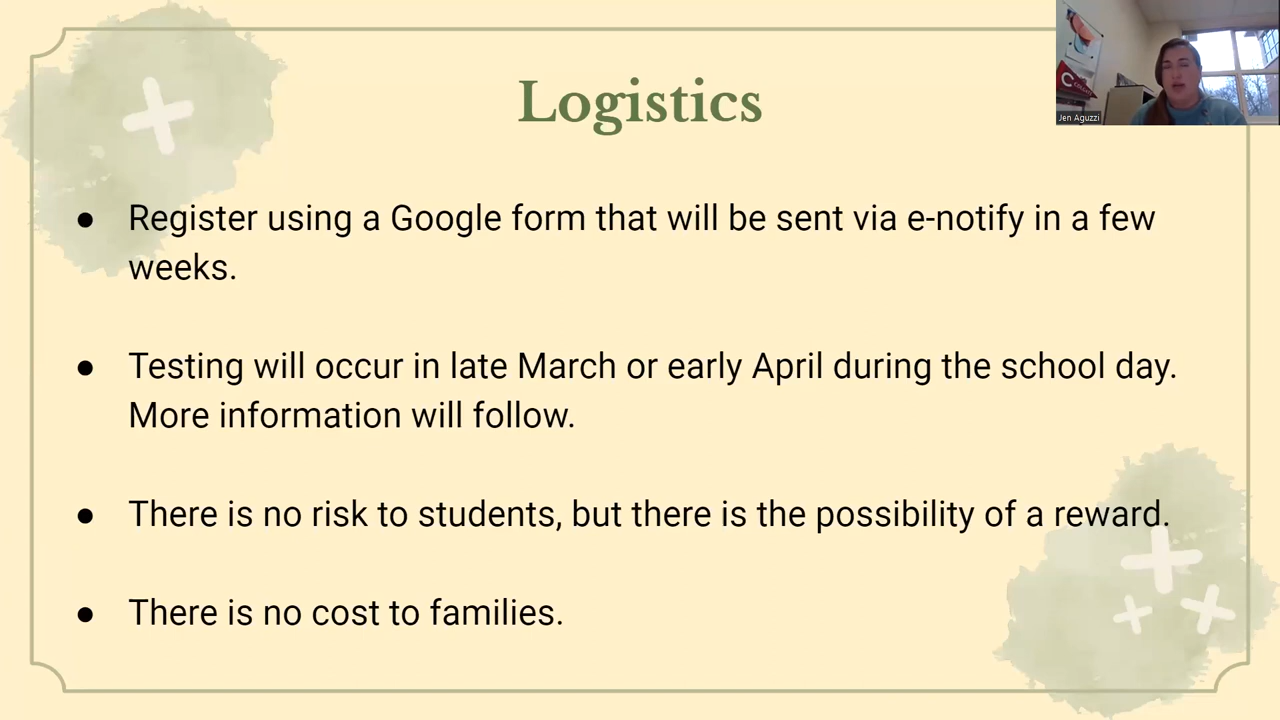 Logistics
Jen Aguzzi
● Register using a Google form that will be sent via e-notify in a few
weeks.
● Testing will occur in late March or early April during the school day.
More information will follow.
● There is no risk to students, but there is the possibility of a reward.
● There is no cost to families.